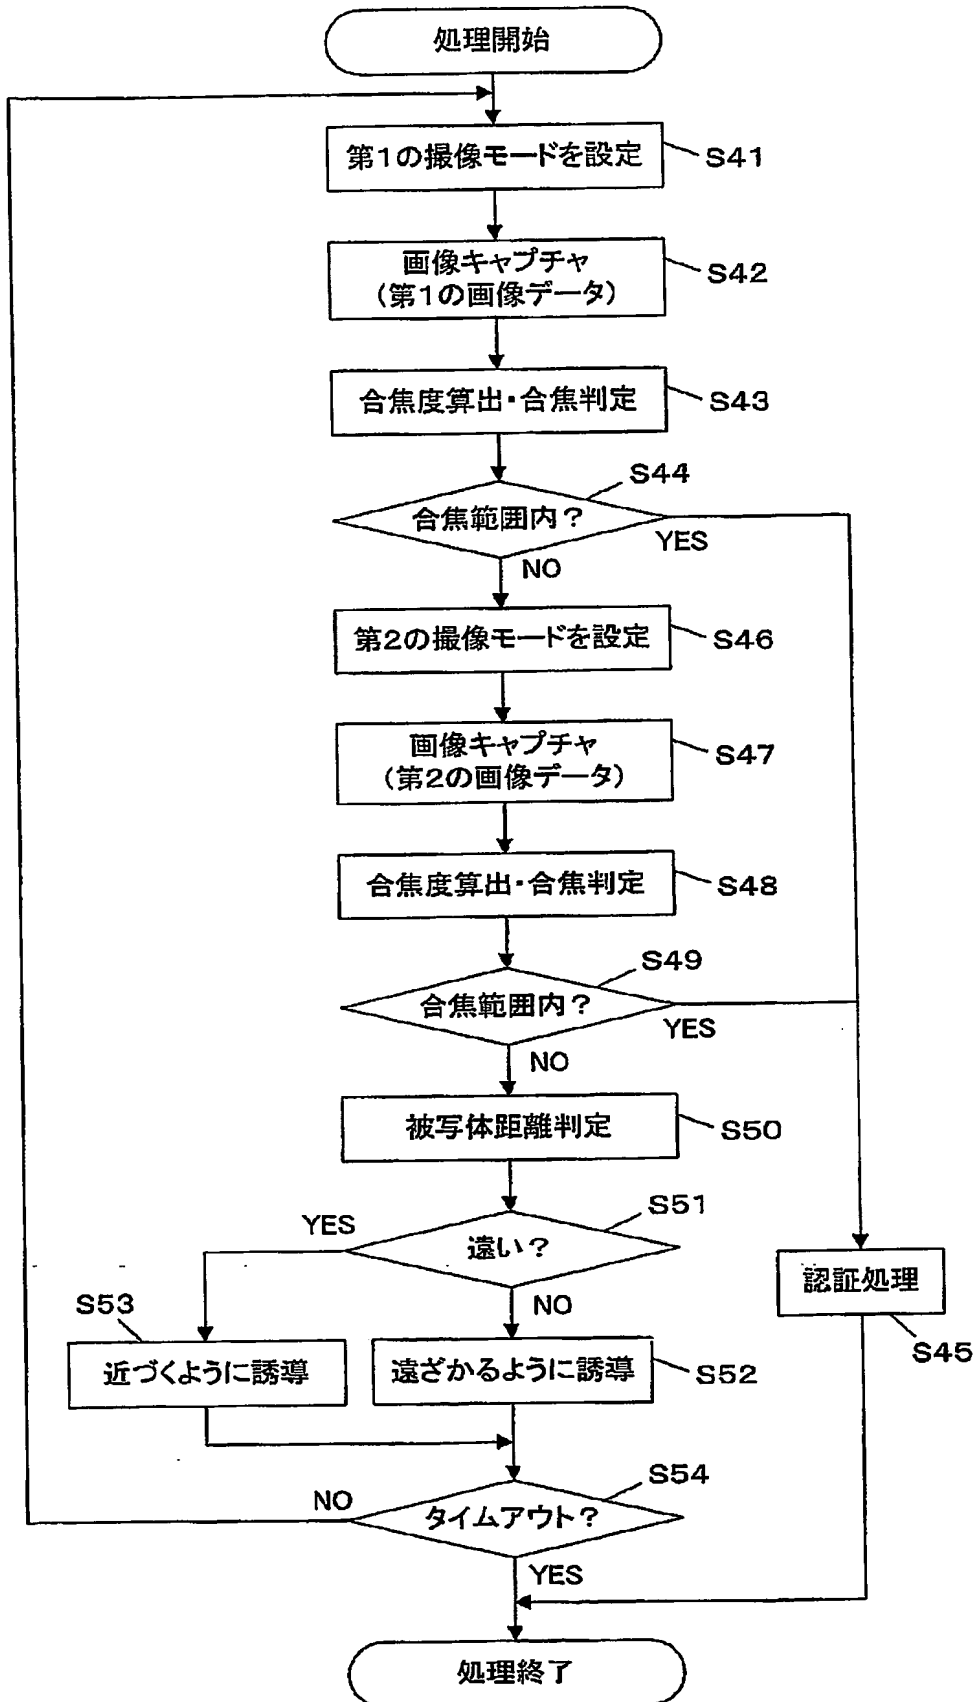 処理開始
第1の撮像モードを設定
S41
画像キャプチャ
(第1の画像データ)
S42
合焦度算出・合焦判定
S43
S44
合焦範囲内?
YES
NO
第2の撮像モードを設定
S46
画像キャプチャ
(第2の画像データ)
S47
合焦度算出・合焦判定
S48
S49
合焦範囲内?
YES
NO
被写体距離判定
S50
S51
YES
遠い?
NO
認証処理
S45
S53
近づくように誘導
遠ざかるように誘導
S52
S54
NO
タイムアウト?
YES
処理終了